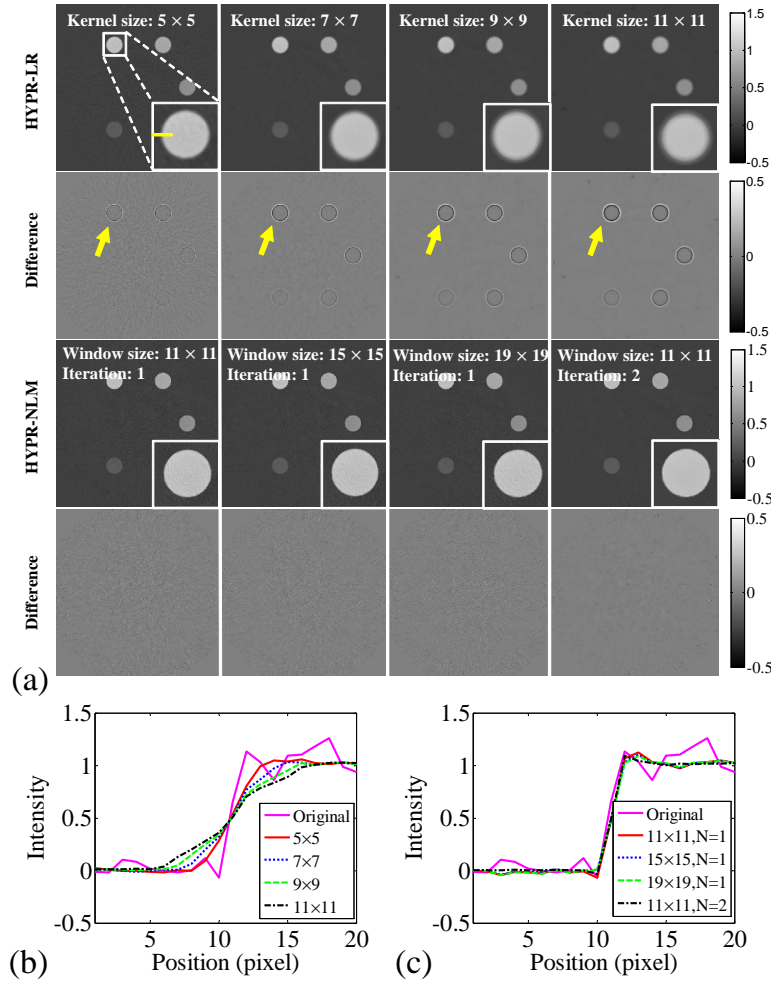 Kernel size: 5 × 5
Kernel size: 7 × 7
Kernel size: 9 × 9
Kernel size: 11 × 11
HYPR-LR
1.5
1
0.5
0
-0.5
-1
-1.5
Difference
0.5
0
-0.5
Window size: 11 × 11
Iteration: 1
Window size: 15 × 15
Iteration: 1
Window size: 19 × 19
Iteration: 1
Window size: 11 × 11
Iteration: 2
HYPR-NLM
1.5
1
0.5
0
-0.5
-1
-1.5
Difference
0.5
0
-0.5
(a)
1.5
1
0.5
0
-0.5
5
10
15
20
Intensity
Position (pixel)
Original
5×5
7×7
9×9
11×11
(b)
1.5
1
0.5
0
-0.5
5
10
15
20
Intensity
Position (pixel)
Original
11×11,N=1
15×15,N=1
19×19,N=1
11×11,N=2
(c)